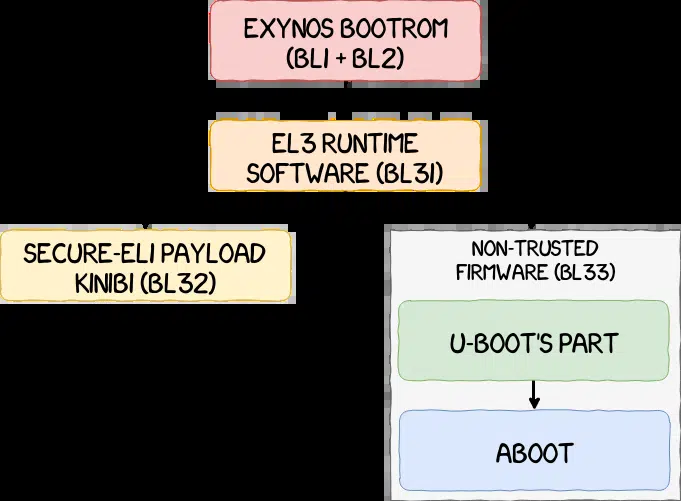 EXYNOS BOOTROM
(BL1 + BL2)
EL3 RUNTIME
SOFTWARE (BL31)
SECURE-EL1 PAYLOAD
KINIBI (BL32)
NON-TRUSTED
FIRMWARE (BL33)
U-BOOT'S PART
ABOOT